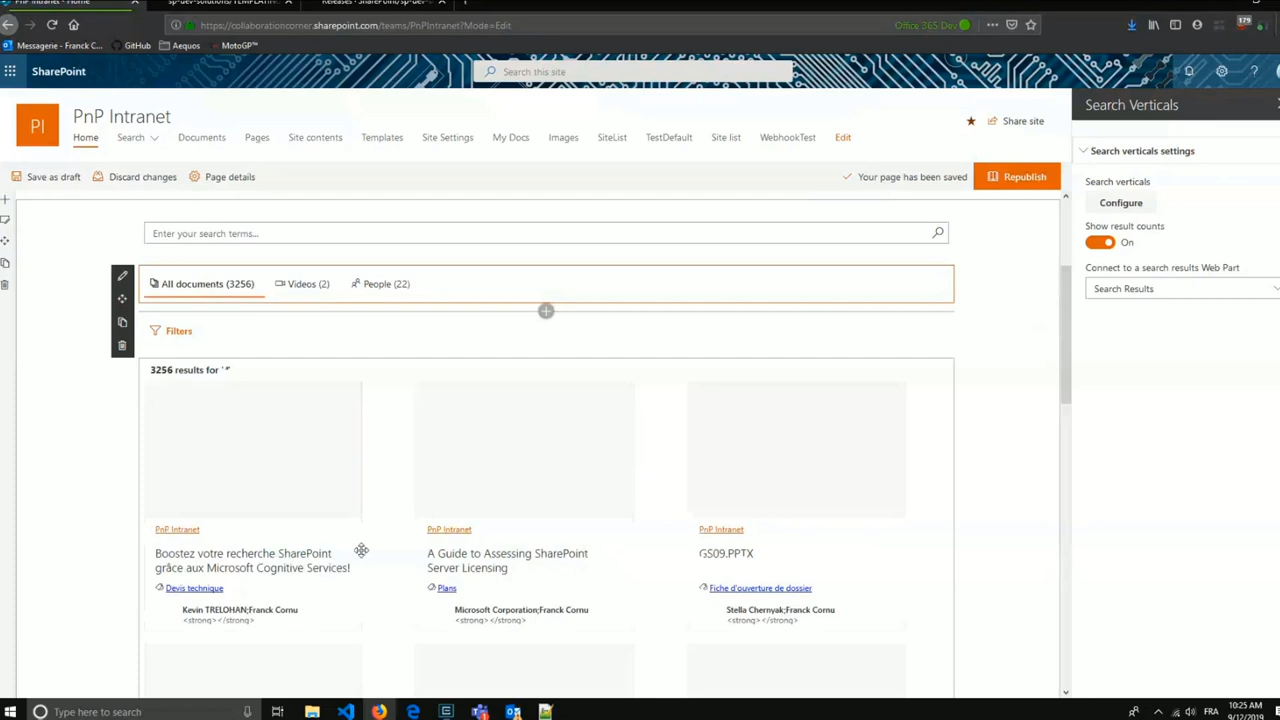 PnP Intranet - Home
sp-dev-solutions/TEMPLATIN
Releases · SharePoint/sp-dev-s
https://collaborationcorner.sharepoint.com/teams/PnPIntranet?Mode=Edit
Office 365 Dev
179
Messagerie - Franck C...
GitHub
Aequos
MotoGP™
SharePoint
Search this site
PI
PnP Intranet
Home
Search
Documents
Pages
Site contents
Templates
Site Settings
My Docs
Images
SiteList
TestDefault
Site list
WebhookTest
Edit
Share site
Save as draft
Discard changes
Page details
Your page has been saved
Republish
Enter your search terms...
All documents (3256)
Videos (2)
People (22)
Filters
3256 results for '*'
PnP Intranet
Boostez votre recherche SharePoint
grâce aux Microsoft Cognitive Services!
Devis technique
Kevin TRELOHAN;Franck Cornu
<strong> </strong>
PnP Intranet
A Guide to Assessing SharePoint
Server Licensing
Plans
Microsoft Corporation;Franck Cornu
<strong> </strong>
PnP Intranet
GS09.PPTX
Fiche d'ouverture de dossier
Stella Chernyak;Franck Cornu
<strong> </strong>
Search Verticals
Search verticals settings
Search verticals
Configure
Show result counts
On
Connect to a search results Web Part
Search Results
Type here to search
FR
10:25 AM
9/12/2019